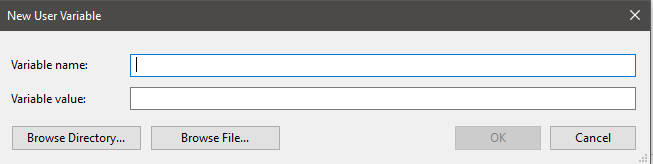 New User Variable
Variable name:
Variable value:
Browse Directory... Browse File... OK Cancel